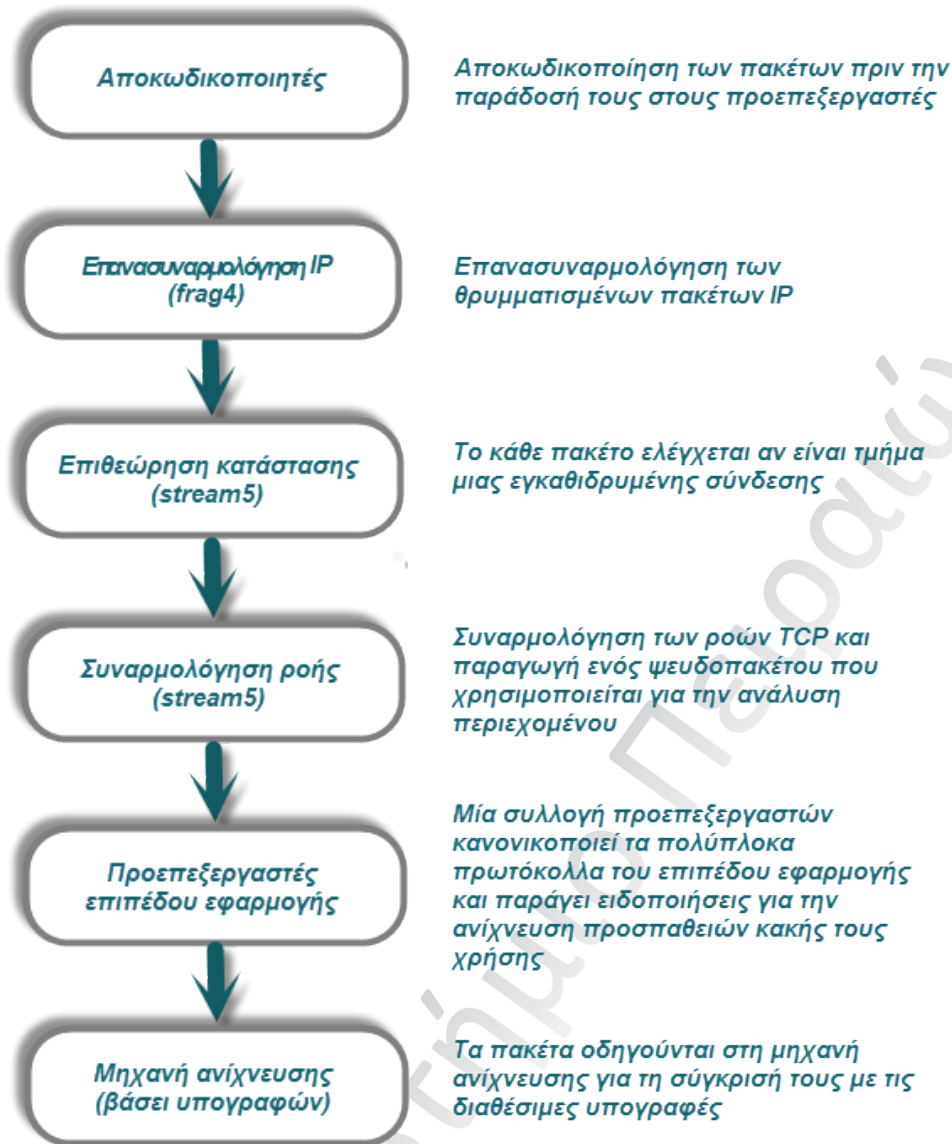 Αποκωδικοποιητές
Αποκωδικοποίηση των πακέτων πριν την
παράδοσή τους στους προεπεξεργαστές
Επανασυναρμολόγηση IP
(frag4)
Επανασυναρμολόγηση των
θρυμματισμένων πακέτων IP
Επιθεώρηση κατάστασης
(stream5)
Το κάθε πακέτο ελέγχεται αν είναι τμήμα
μιας εγκαθιδρυμένης σύνδεσης
Συναρμολόγηση ροής
(stream5)
Συναρμολόγηση των ροών TCP και
παραγωγή ενός ψευδοπακέτου που
χρησιμοποιείται για την ανάλυση
περιεχομένου
Προεπεξεργαστές
επιπέδου εφαρμογής
Μία συλλογή προεπεξεργαστών
κανονικοποιεί τα πολύπλοκα
πρωτόκολλα του επιπέδου εφαρμογής
και παράγει ειδοποιήσεις για την
ανίχνευση προσπαθειών κακής τους
χρήσης
Μηχανή ανίχνευσης
(βάσει υπογραφών)
Τα πακέτα οδηγούνται στη μηχανή
ανίχνευσης για τη σύγκρισή τους με τις
διαθέσιμες υπογραφές